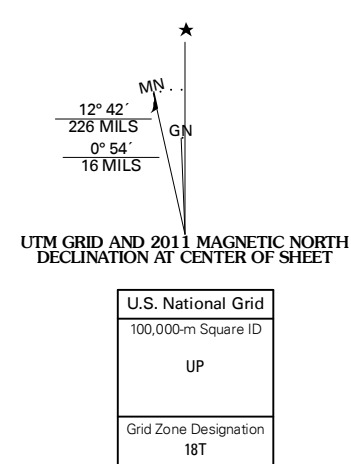 ★
MN
12° 42´
226 MILS
GN
0° 54´
16 MILS
UTM GRID AND 2011 MAGNETIC NORTH
DECLINATION AT CENTER OF SHEET
U.S. National Grid
100,000-m Square ID
UP
Grid Zone Designation
18T